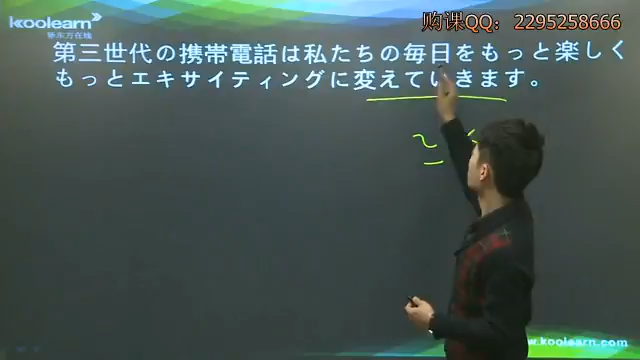 koolearn
新东方在线
购课QQ: 2295258666
第三世代の携帯電話は私たちの毎日をもっと楽しく
もっとエキサイティングに変えていきます。
www.koolearn.com